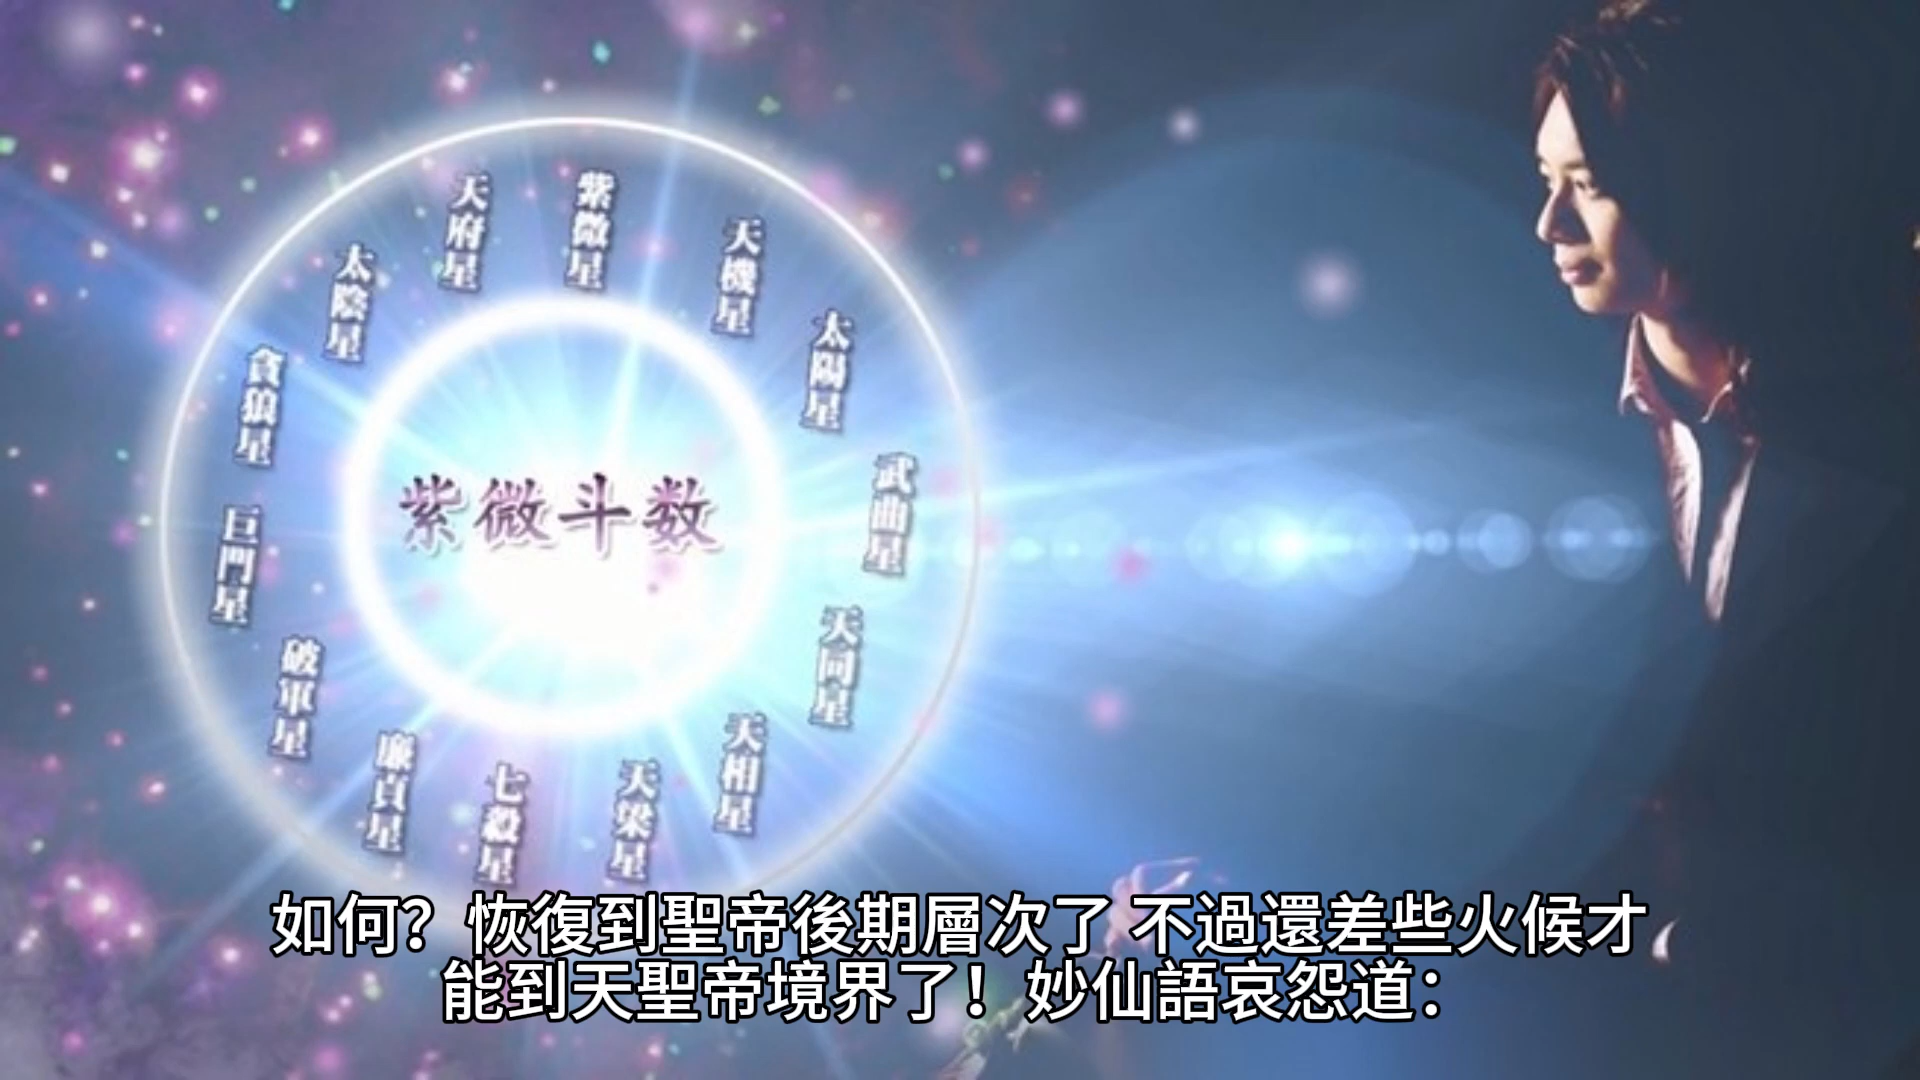 紫微星
天機星
太陽星
武曲星
天同星
天相星
天梁星
七殺星
廉貞星
破軍星
巨門星
貪狼星
太陰星
天府星
紫微斗数
如何？恢復到聖帝後期層次了 不過還差些火候才
能到天聖帝境界了！妙仙語哀怨道：